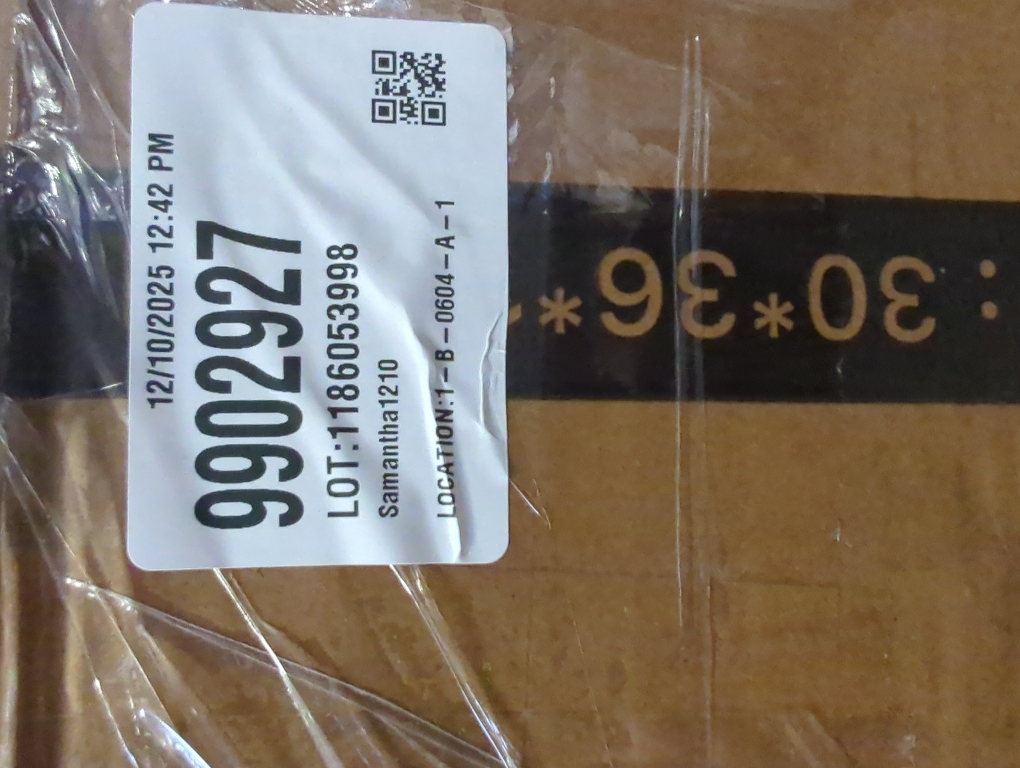 12/10/2025 12:42 PM
9902927
LOT:1186053998
Samantha1210
LOCATION:1-B-0604-A-1
:30*36*